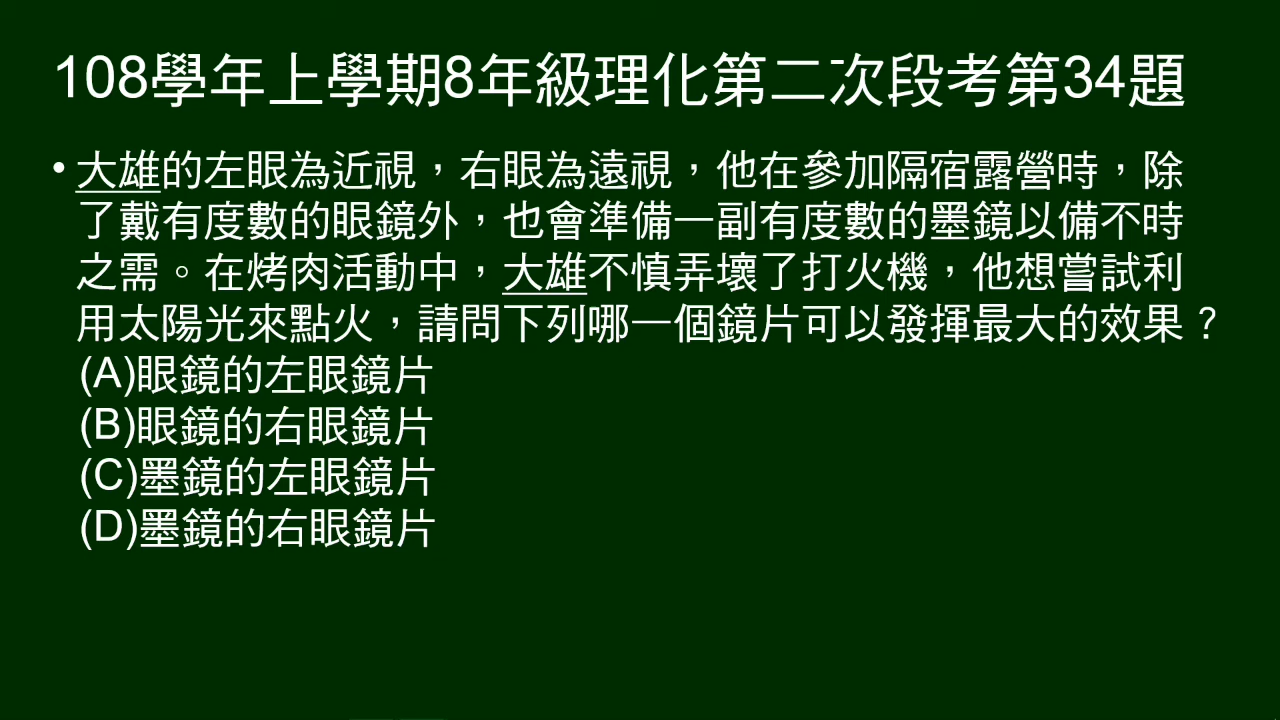 108學年上學期8年級理化第二次段考第34題
• 大雄的左眼為近視，右眼為遠視，他在參加隔宿露營時，除
了戴有度數的眼鏡外，也會準備一副有度數的墨鏡以備不時
之需。在烤肉活動中，大雄不慎弄壞了打火機，他想嘗試利
用太陽光來點火，請問下列哪一個鏡片可以發揮最大的效果？
(A)眼鏡的左眼鏡片
(B)眼鏡的右眼鏡片
(C)墨鏡的左眼鏡片
(D)墨鏡的右眼鏡片